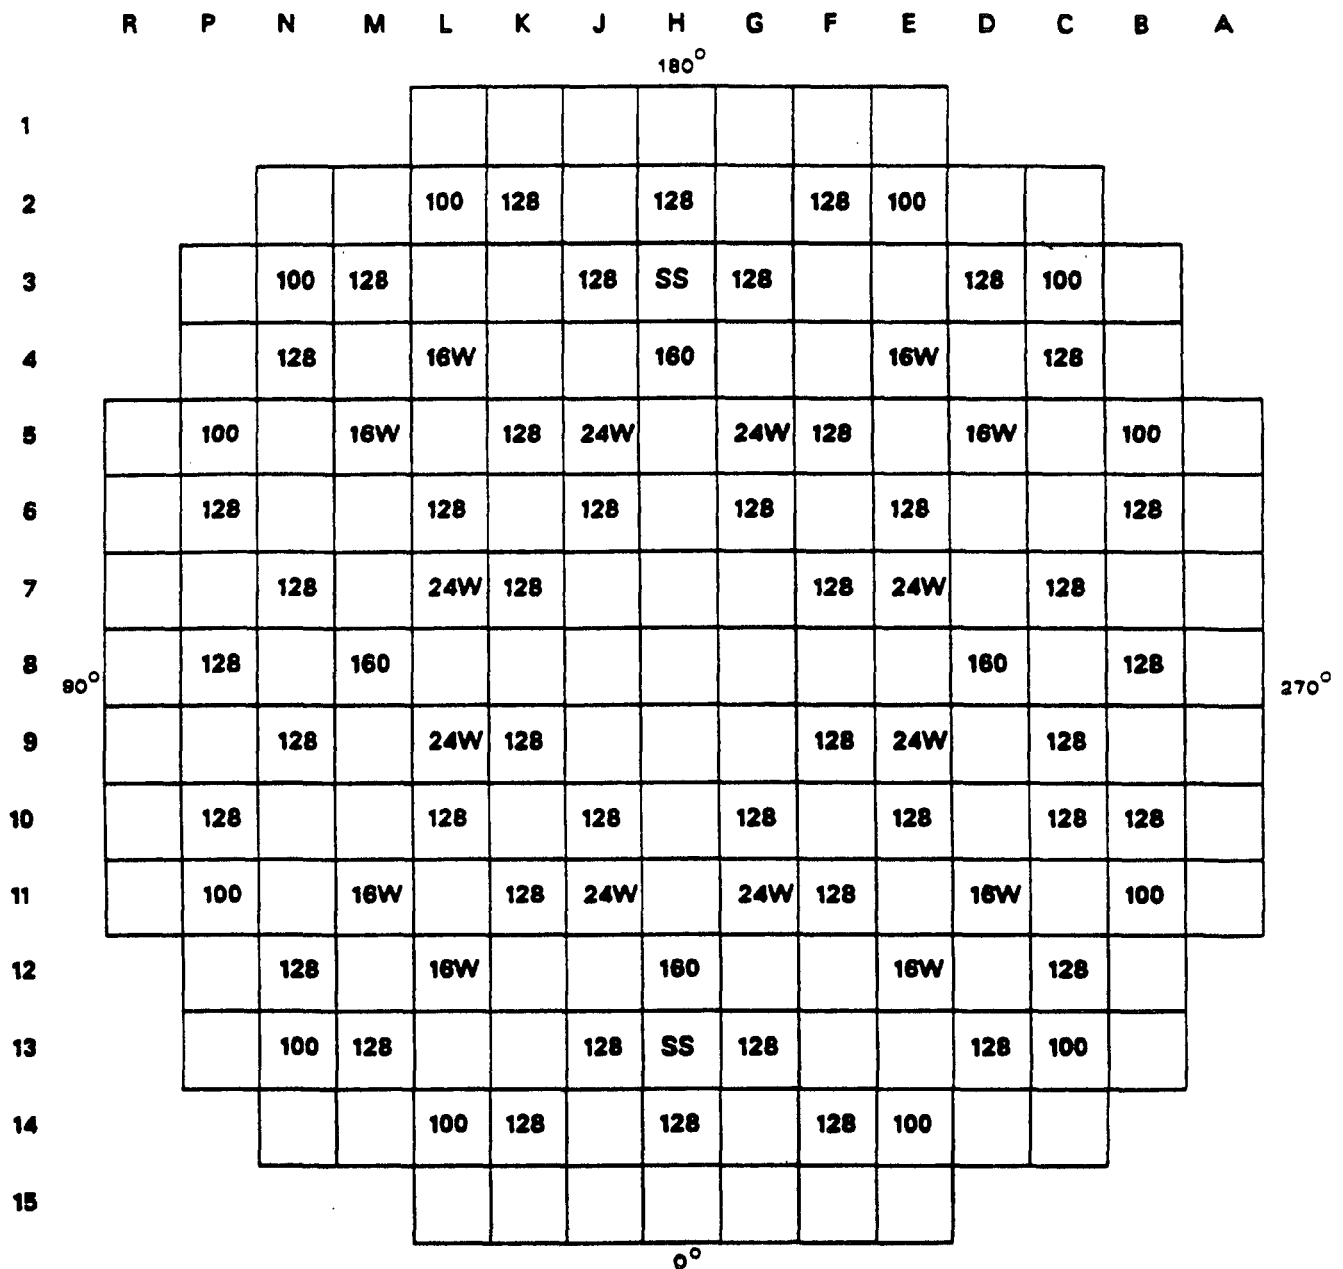 R P N M L K J H G F E D C B A
180°
1
2 100 128 128 128 100
3 100 128 128 SS 128 128 100
4 128 16W 160 16W 128
5 100 16W 128 24W 24W 128 16W 100
6 128 128 128 128 128 128
7 128 24W 128 128 24W 128
8 128 160 160 128
90° 270°
9 128 24W 128 128 24W 128
10 128 128 128 128 128 128 128
11 100 16W 128 24W 24W 128 16W 100
12 128 16W 160 16W 128
13 100 128 128 SS 128 128 100
14 100 128 128 128 100
15
0°